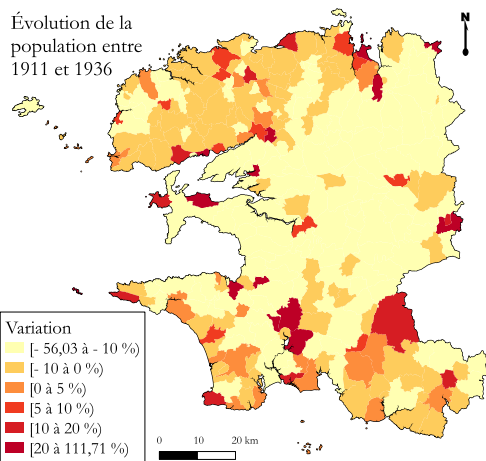 Évolution de la
population entre
1911 et 1936
N
Variation
[- 56,03 à - 10 %)
[- 10 à 0 %)
[0 à 5 %)
[5 à 10 %)
[10 à 20 %)
[20 à 111,71 %)
0 10 20 km